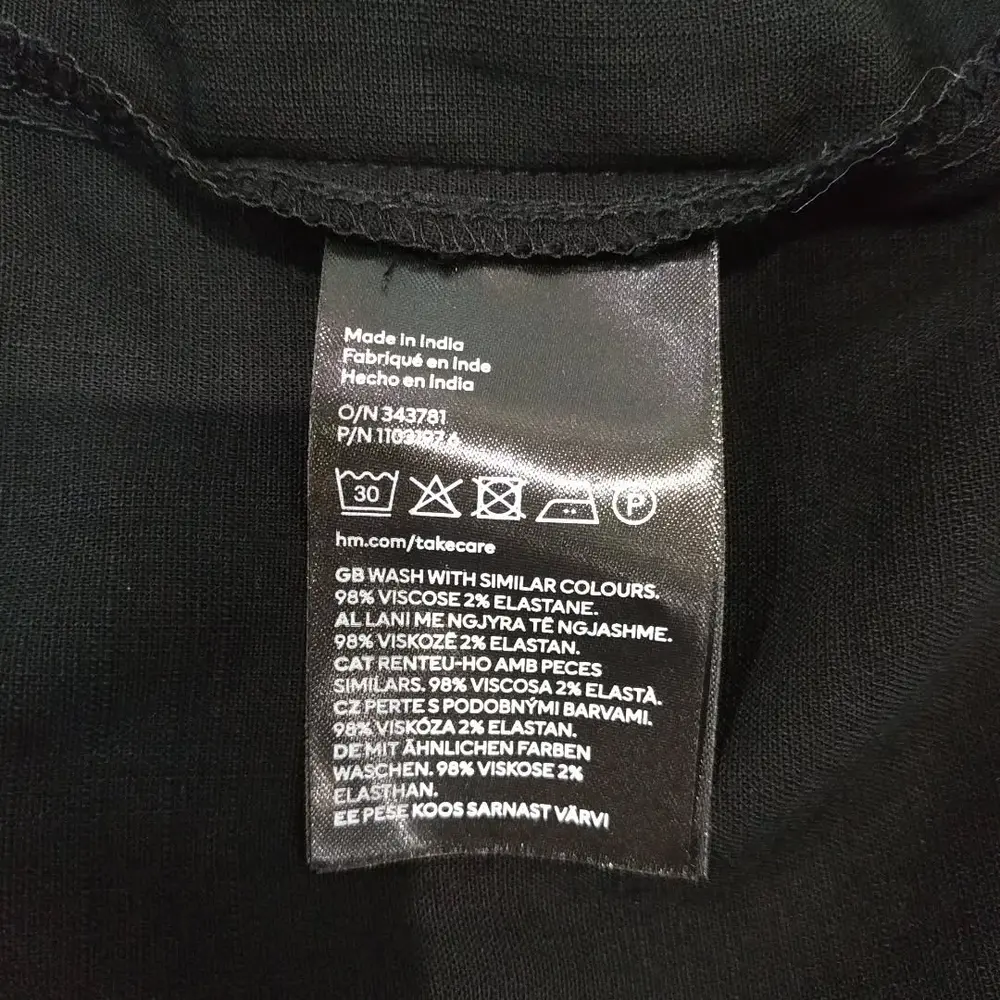 Made in India
Fabriqué en Inde
Hecho en India
O/N 343781
P/N
30
P
hm.com/takecare
GB WASH WITH SIMILAR COLOURS.
98% VISCOSE 2% ELASTANE.
AL LANI ME NGJYRA TË NGJASHME.
98% VISKOZË 2% ELASTAN.
CAT RENTEU-HO AMB PECES
SIMILARS. 98% VISCOSA 2% ELASTÀ.
CZ PERTE S PODOBNÝMI BARVAMI.
98% VISKÓZA 2% ELASTAN.
DE MIT ÄHNLICHEN FARBEN
WASCHEN. 98% VISKOSE 2%
ELASTHAN.
EE PESE KOOS SARNAST VÄRVI